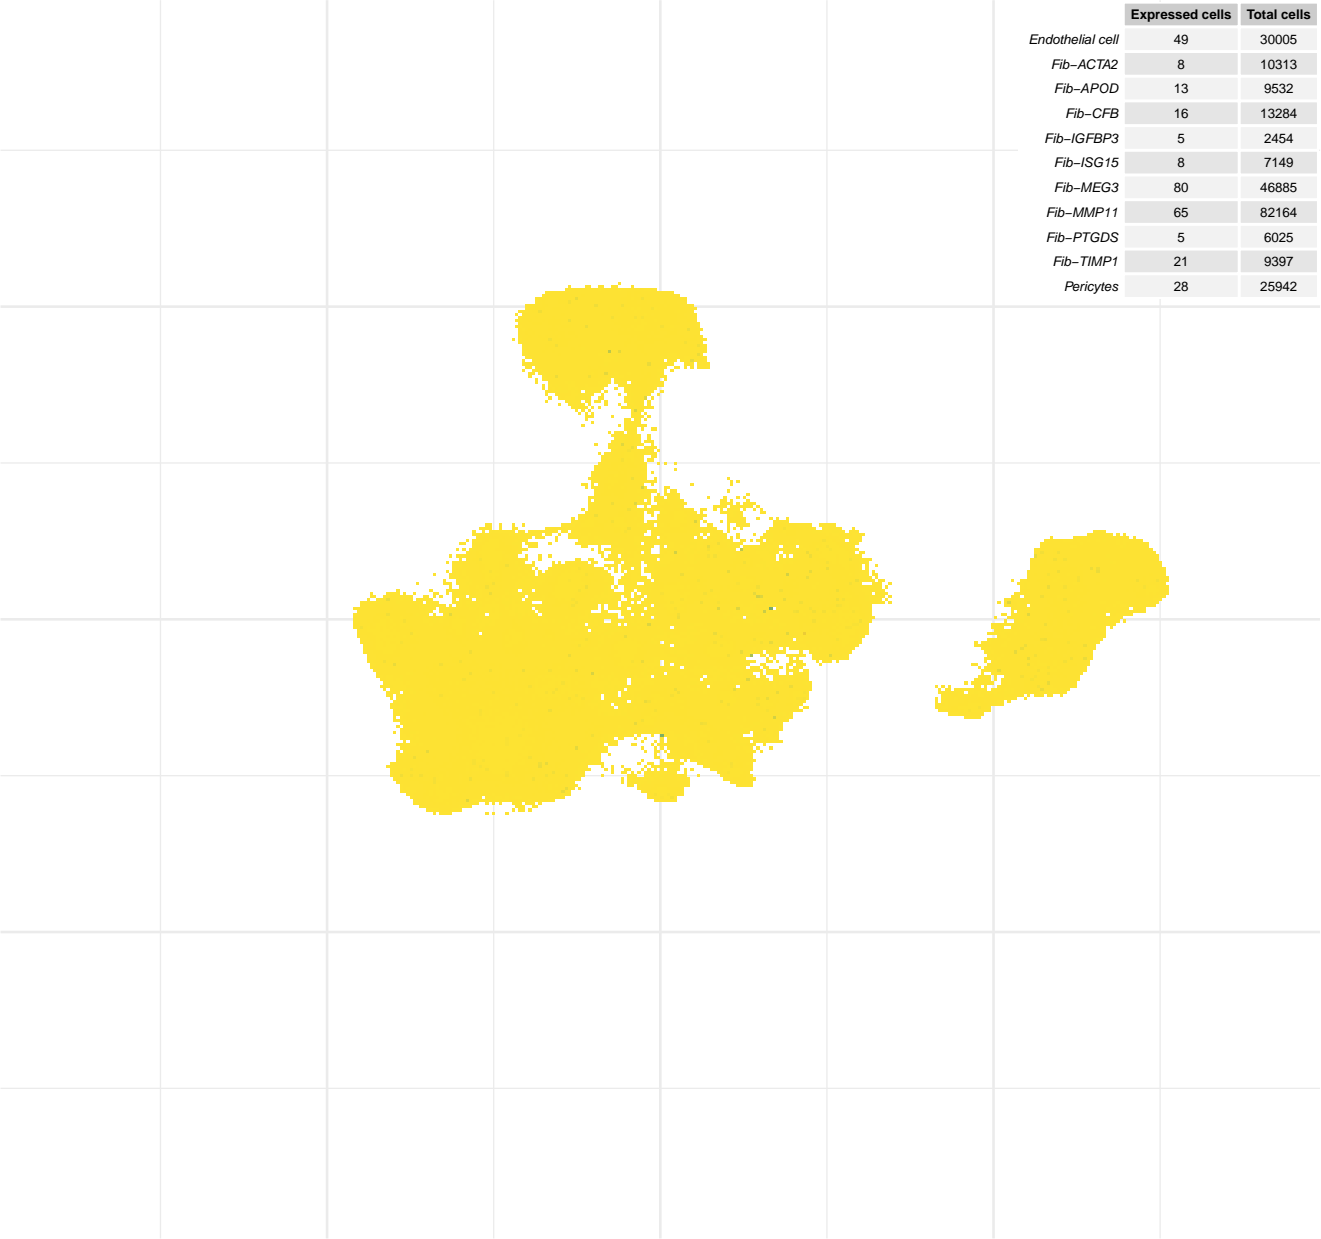 Expressed cells Total cells
Endothelial cell 49 30005
Fib−ACTA2 8 10313
Fib−APOD 13 9532
Fib−CFB 16 13284
Fib−IGFBP3 5 2454
Fib−ISG15 8 7149
Fib−MEG3 80 46885
Fib−MMP11 65 82164
Fib−PTGDS 5 6025
Fib−TIMP1 21 9397
Pericytes 28 25942